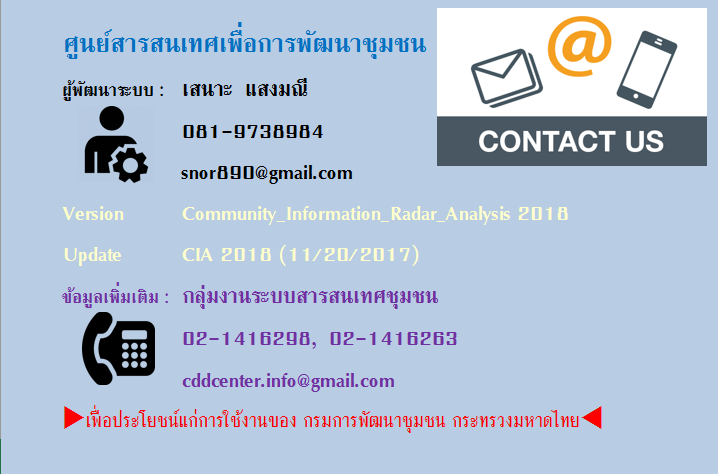 ศูนย์สารสนเทศเพื่อการพัฒนาชุมชน
@
CONTACT US
ผู้พัฒนาระบบ : เสนาะ แสงมณี
081-9738984
snor890@gmail.com
Version Community_Information_Radar_Analysis 2018
Update CIA 2018 (11/20/2017)
ข้อมูลเพิ่มเติม : กลุ่มงานระบบสารสนเทศชุมชน
02-1416298, 02-1416263
cddcenter.info@gmail.com
▶เพื่อประโยชน์แก่การใช้งานของ กรมการพัฒนาชุมชน กระทรวงมหาดไทย◀